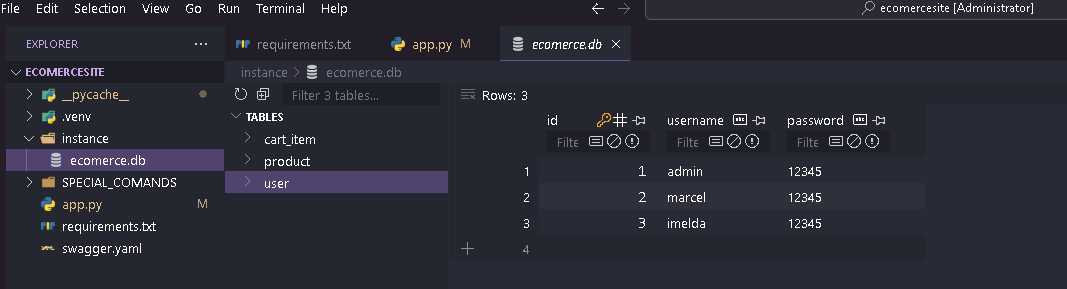 File Edit Selection View Go Run Terminal Help
ecomercesite [Administrator]
EXPLORER
requirements.txt
app.py M
ecomerce.db
ECOMERCESITE
instance > ecomerce.db
__pycache__
Filter 3 tables...
Rows: 3
.venv
TABLES
id username password
instance
cart_item
Filte Filte Filte
ecomerce.db
product
1 1 admin 12345
SPECIAL_COMANDS
user
2 2 marcel 12345
app.py M
requirements.txt
3 3 imelda 12345
swagger.yaml
4